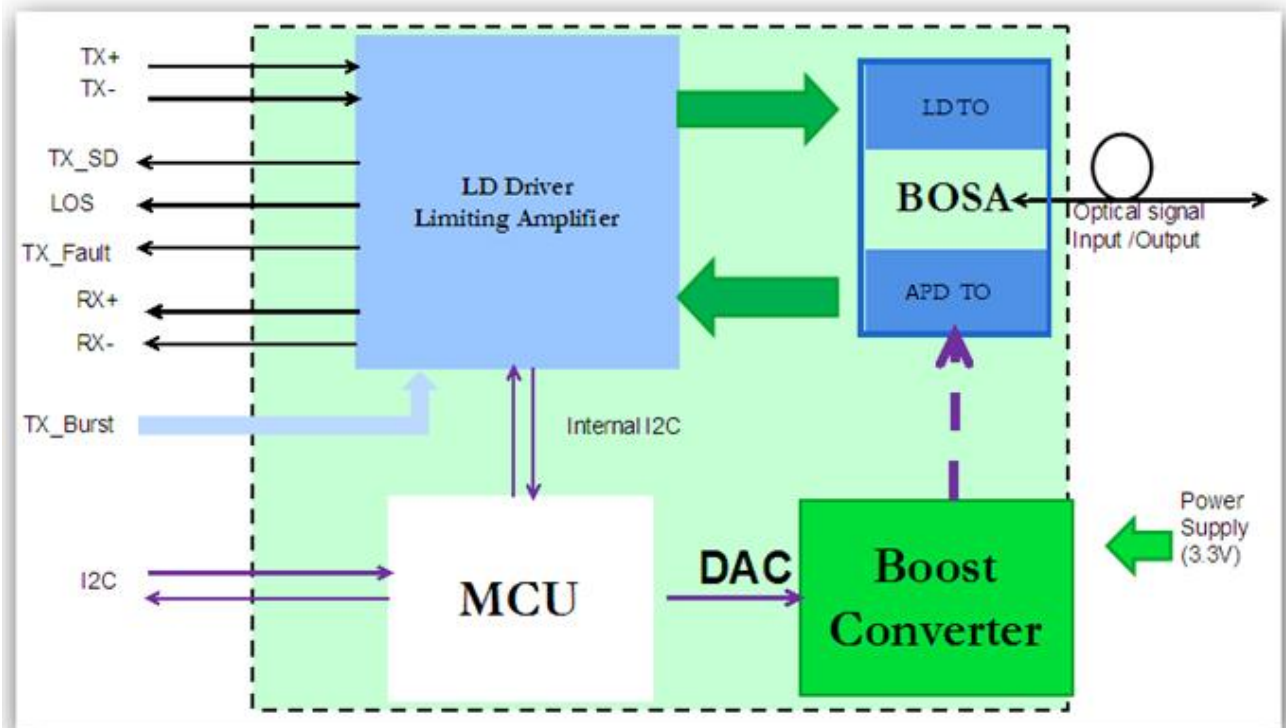 TX+
TX-
TX_SD
LOS
TX_Fault
RX+
RX-
TX_Burst
I2C
LD Driver
Limiting Amplifier
Internal I2C
MCU
DAC
Boost
Converter
LD TO
BOSA
APD TO
Optical signal
Input /Output
Power
Supply
(3.3V)